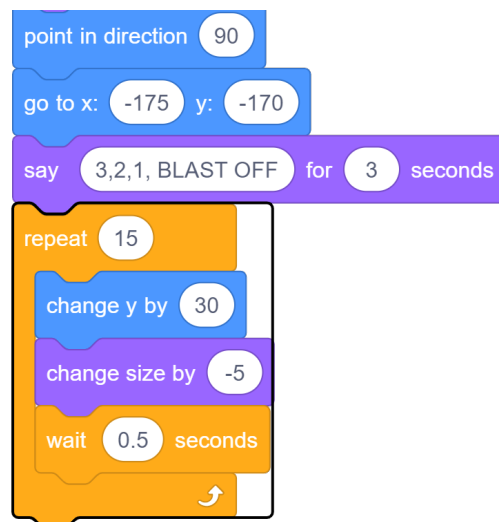 point in direction 90
go to x: -175 y: -170
say 3,2,1, BLAST OFF for 3 seconds
repeat 15
change y by 30
change size by -5
wait 0.5 seconds